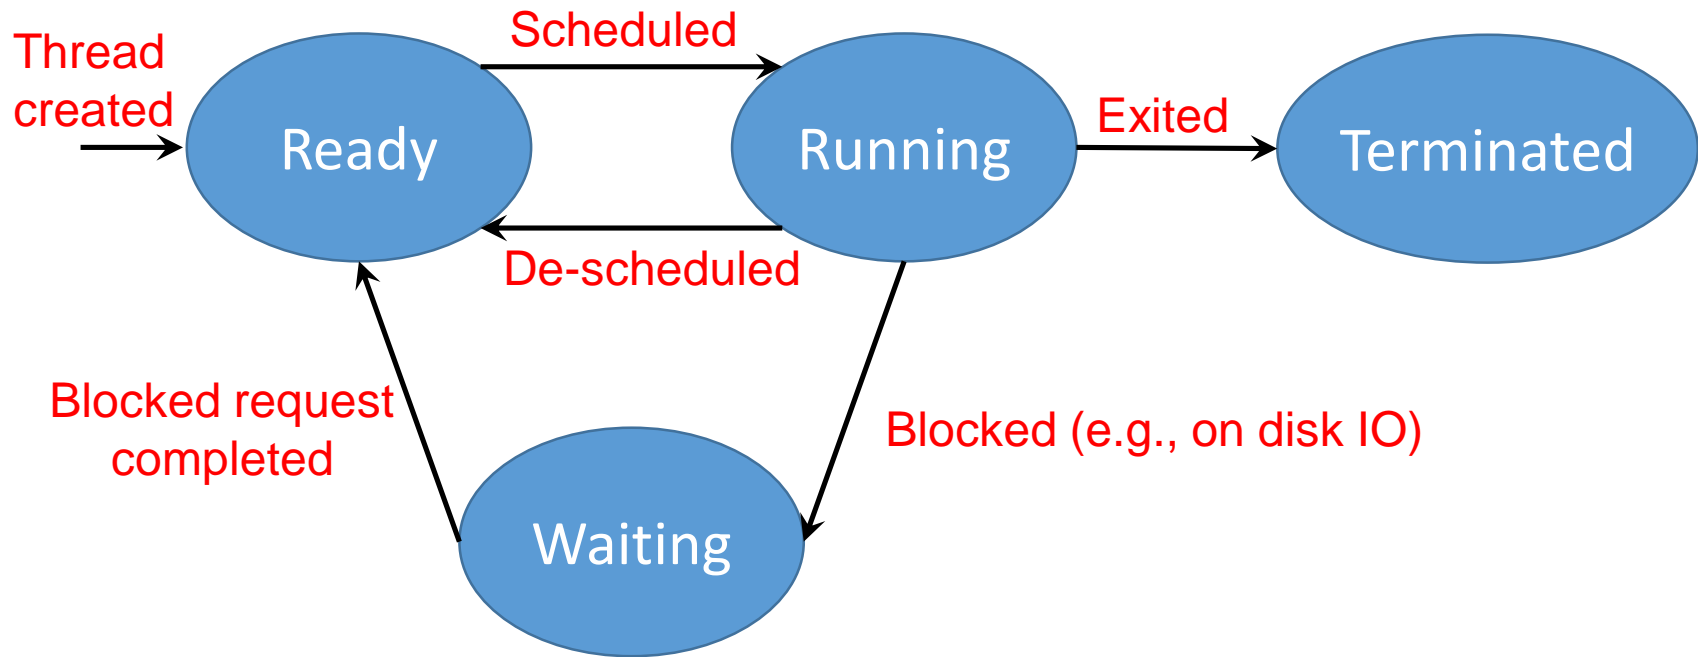 Thread
created
Scheduled
Ready
Running
Exited
Terminated
De-scheduled
Blocked request
completed
Blocked (e.g., on disk IO)
Waiting